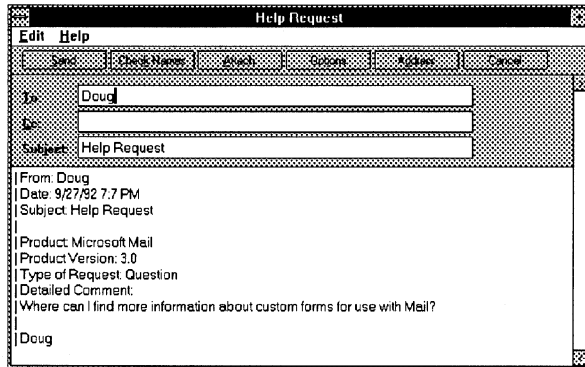 Help Request
Edit Help
Send Check Names Attach Options Address Cancel
To: Doug
Cc:
Subject: Help Request
| From: Doug
| Date: 9/27/92 7:7 PM
| Subject: Help Request
|
| Product: Microsoft Mail
| Product Version: 3.0
| Type of Request: Question
| Detailed Comment:
| Where can I find more information about custom forms for use with Mail?
|
| Doug